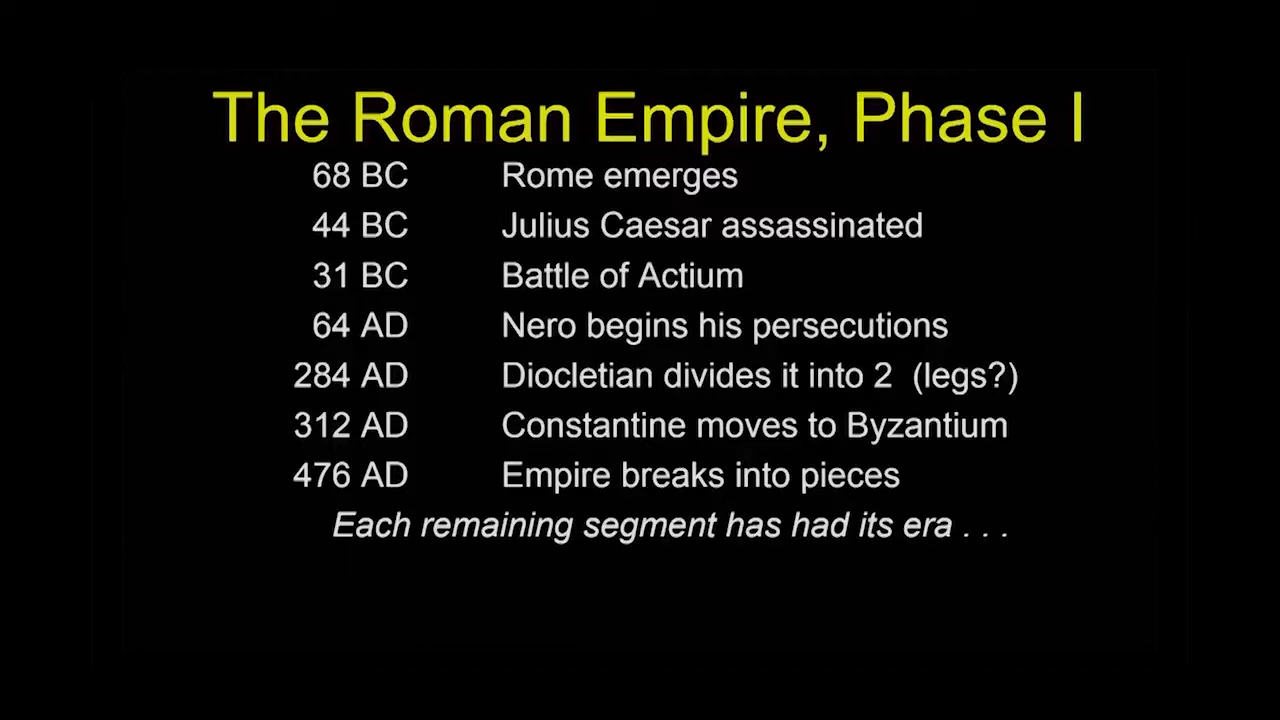 The Roman Empire, Phase I
68 BC Rome emerges
44 BC Julius Caesar assassinated
31 BC Battle of Actium
64 AD Nero begins his persecutions
284 AD Diocletian divides it into 2 (legs?)
312 AD Constantine moves to Byzantium
476 AD Empire breaks into pieces
Each remaining segment has had its era . . .